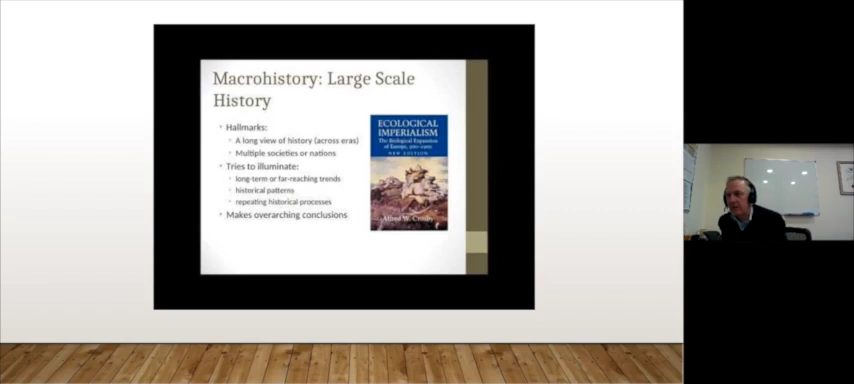 Macrohistory: Large Scale
History
Hallmarks:
A long view of history (across eras)
Multiple societies or nations
Tries to illuminate:
long-term or far-reaching trends
historical patterns
repeating historical processes
Makes overarching conclusions
ECOLOGICAL
IMPERIALISM
The Biological Expansion
of Europe, 900-1900
NEW EDITION
Alfred W. Crosby